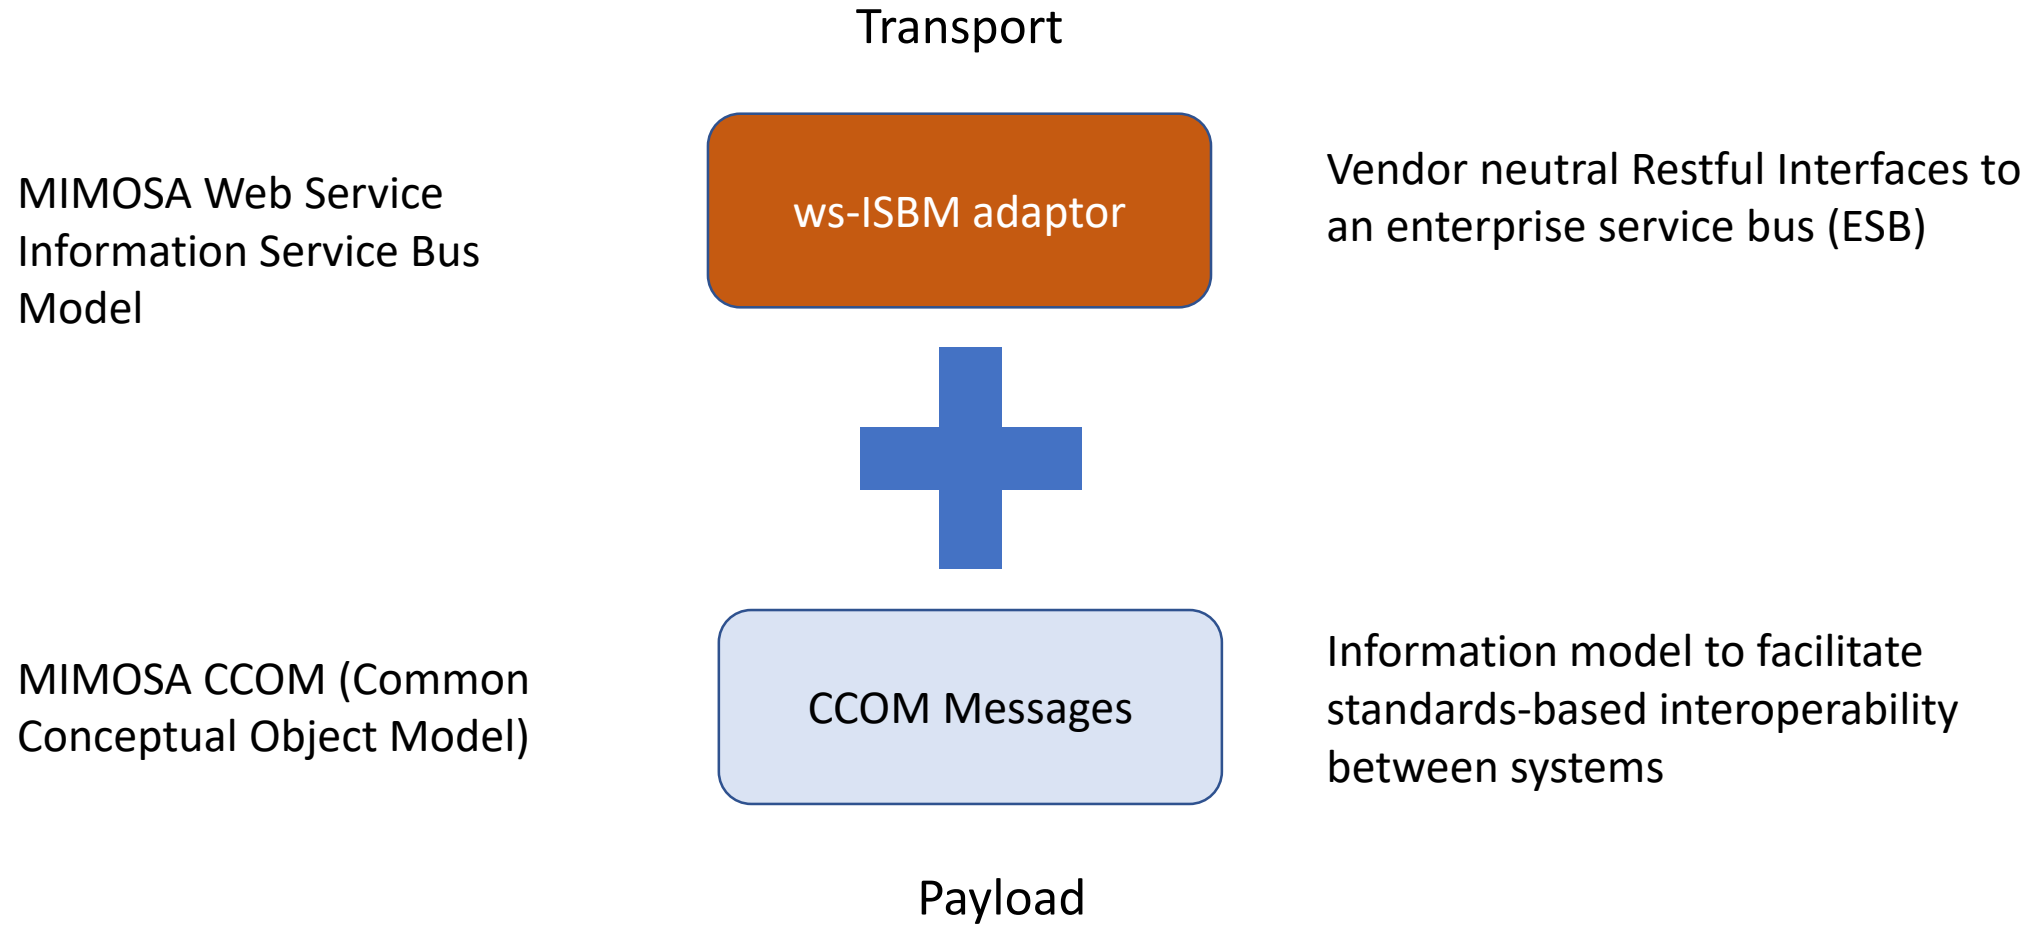 Transport
MIMOSA Web Service
Information Service Bus
Model
ws-ISBM adaptor
Vendor neutral Restful Interfaces to
an enterprise service bus (ESB)
MIMOSA CCOM (Common
Conceptual Object Model)
CCOM Messages
Information model to facilitate
standards-based interoperability
between systems
Payload